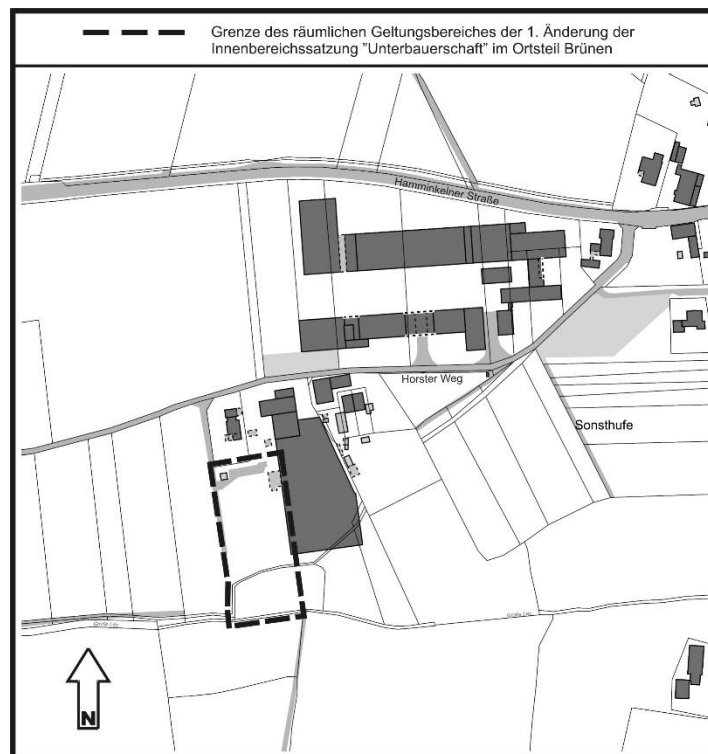 Grenze des räumlichen Geltungsbereiches der 1. Änderung der
Innenbereichssatzung "Unterbauerschaft" im Ortsteil Brünen
Hamminkelner Straße
Horster Weg
Sonsthufe
N